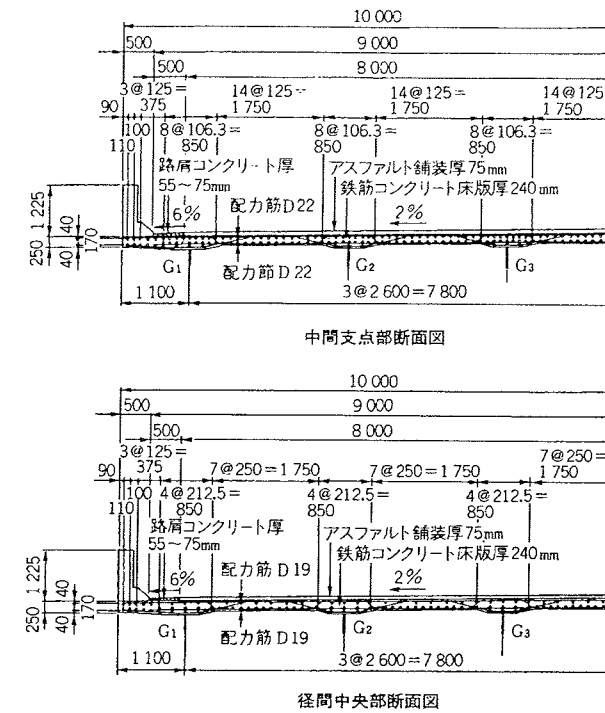 10 000
500
9 000
500
8 000
3@125=
375
14@125--
1 750
14@125=
1 750
14@125
1 750
90
100
110
8@106.3=
850
8@106.3=
850
8@106.3=
850
路肩コンクリート厚
55～75mm
アスファルト舗装厚75mm
鉄筋コンクリート床版厚240mm
6%
配力筋D22
2%
1 225
40
250
40
170
G1
配力筋D22
G2
G3
1 100
3@2 600=7 800
中間支点部断面図
10 000
500
9 000
500
8 000
3@125=
375
7@250=1 750
7@250=1 750
7@250=
1 750
90
100
110
4@212.5=
850
4@212.5=
850
4@212.5=
850
路肩コンクリート厚
55～75mm
アスファルト舗装厚75mm
鉄筋コンクリート床版厚240mm
6%
配力筋D19
2%
1 225
40
250
40
170
G1
配力筋D19
G2
G3
1 100
3@2 600=7 800
径間中央部断面図